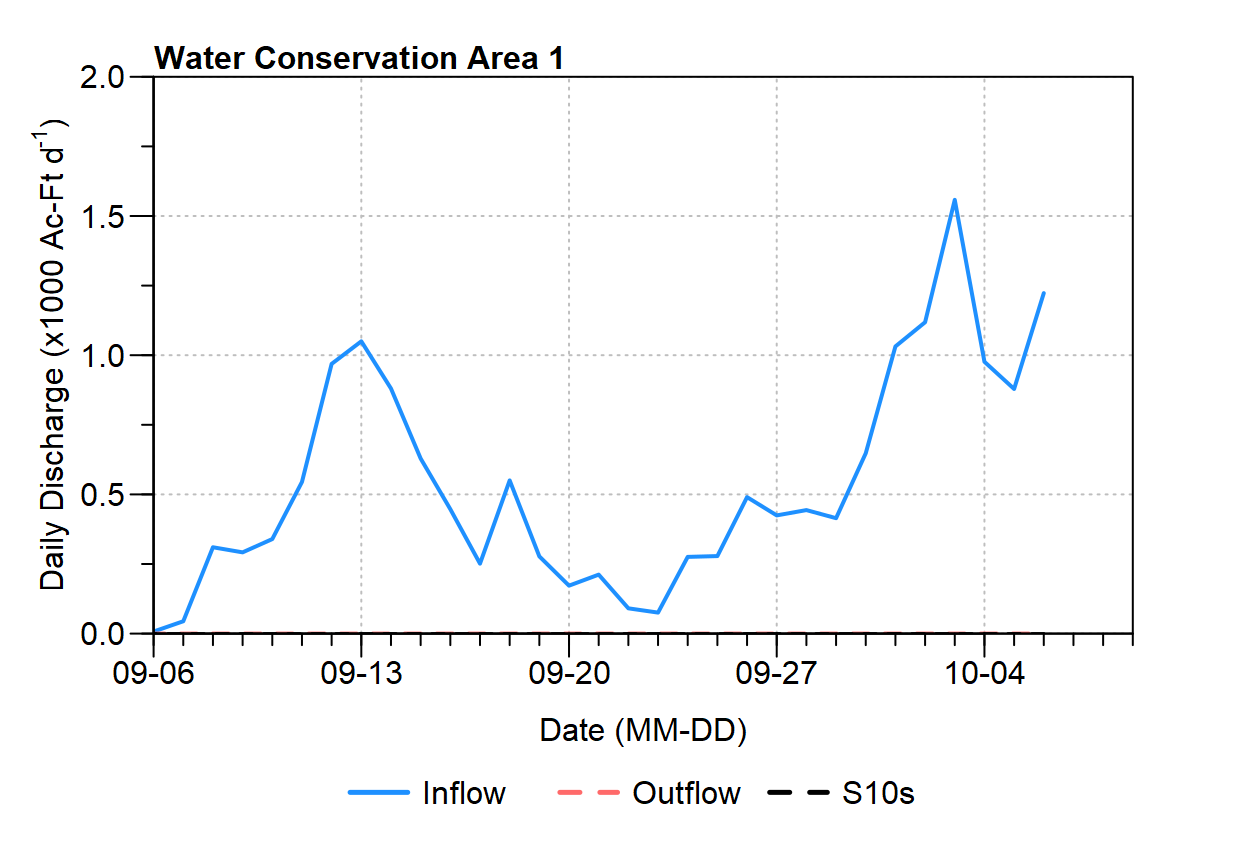 Water Conservation Area 1
Daily Discharge (x1000 Ac-Ft d⁻¹)
2.0
1.5
1.0
0.5
0.0
09-06 09-13 09-20 09-27 10-04
Date (MM-DD)
Inflow Outflow S10s